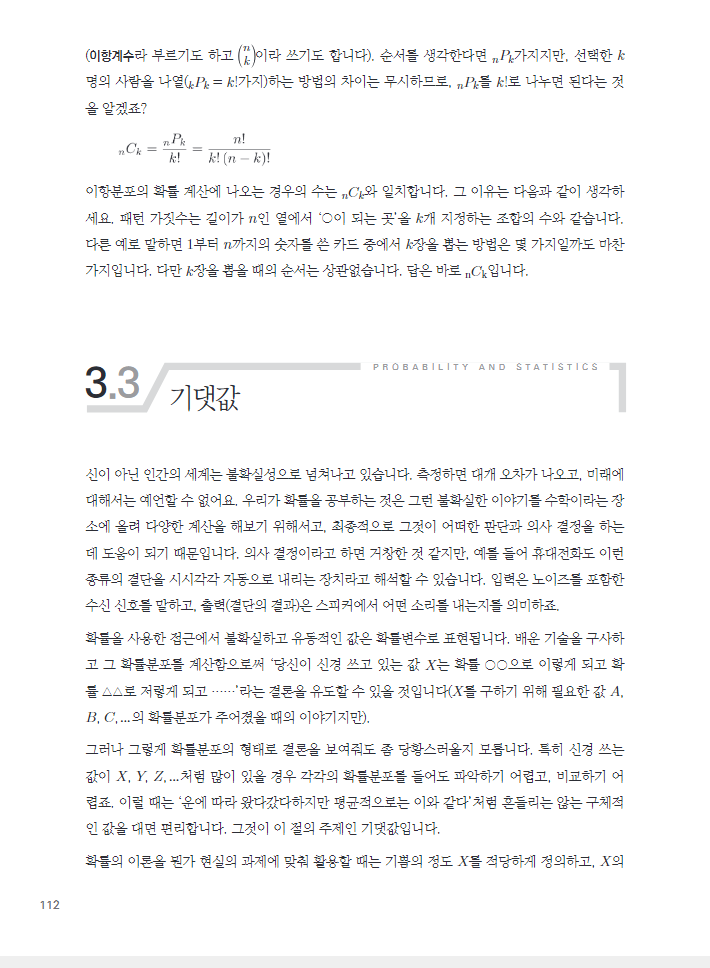 (이항계수라 부르기도 하고 (n k)이라 쓰기도 합니다). 순서를 생각한다면 nPk가지지만, 선택한 k
명의 사람을 나열(kPk = k!가지)하는 방법의 차이는 무시하므로, nPk를 k!로 나누면 된다는 것
을 알겠죠?
nCk = nPk / k! = n! / k! (n − k)!
이항분포의 확률 계산에 나오는 경우의 수는 nCk와 일치합니다. 그 이유는 다음과 같이 생각하
세요. 패턴 가짓수는 길이가 n인 열에서 ‘○이 되는 곳’을 k개 지정하는 조합의 수와 같습니다.
다른 예로 말하면 1부터 n까지의 숫자를 쓴 카드 중에서 k장을 뽑는 방법은 몇 가지일까도 마찬
가지입니다. 다만 k장을 뽑을 때의 순서는 상관없습니다. 답은 바로 nCk입니다.
PROBABILITY AND STATISTICS
3.3 기댓값
신이 아닌 인간의 세계는 불확실성으로 넘쳐나고 있습니다. 측정하면 대개 오차가 나오고, 미래에
대해서는 예언할 수 없어요. 우리가 확률을 공부하는 것은 그런 불확실한 이야기를 수학이라는 장
소에 올려 다양한 계산을 해보기 위해서고, 최종적으로 그것이 어떠한 판단과 의사 결정을 하는
데 도움이 되기 때문입니다. 의사 결정이라고 하면 거창한 것 같지만, 예를 들어 휴대전화도 이런
종류의 결단을 시시각각 자동으로 내리는 장치라고 해석할 수 있습니다. 입력은 노이즈를 포함한
수신 신호를 말하고, 출력(결단의 결과)은 스피커에서 어떤 소리를 내는지를 의미하죠.
확률을 사용한 접근에서 불확실하고 유동적인 값은 확률변수로 표현됩니다. 배운 기술을 구사하
고 그 확률분포를 계산함으로써 ‘당신이 신경 쓰고 있는 값 X는 확률 ○○으로 이렇게 되고 확
률 △△로 저렇게 되고 ……’라는 결론을 유도할 수 있을 것입니다(X를 구하기 위해 필요한 값 A,
B, C, …의 확률분포가 주어졌을 때의 이야기지만).
그러나 그렇게 확률분포의 형태로 결론을 보여줘도 좀 당황스러울지 모릅니다. 특히 신경 쓰는
값이 X, Y, Z, …처럼 많이 있을 경우 각각의 확률분포를 들어도 파악하기 어렵고, 비교하기 어
렵죠. 이럴 때는 ‘운에 따라 왔다갔다하지만 평균적으로는 이와 같다’처럼 흔들리는 않는 구체적
인 값을 대면 편리합니다. 그것이 이 절의 주제인 기댓값입니다.
확률의 이론을 뭔가 현실의 과제에 맞춰 활용할 때는 기쁨의 정도 X를 적당하게 정의하고, X의
112